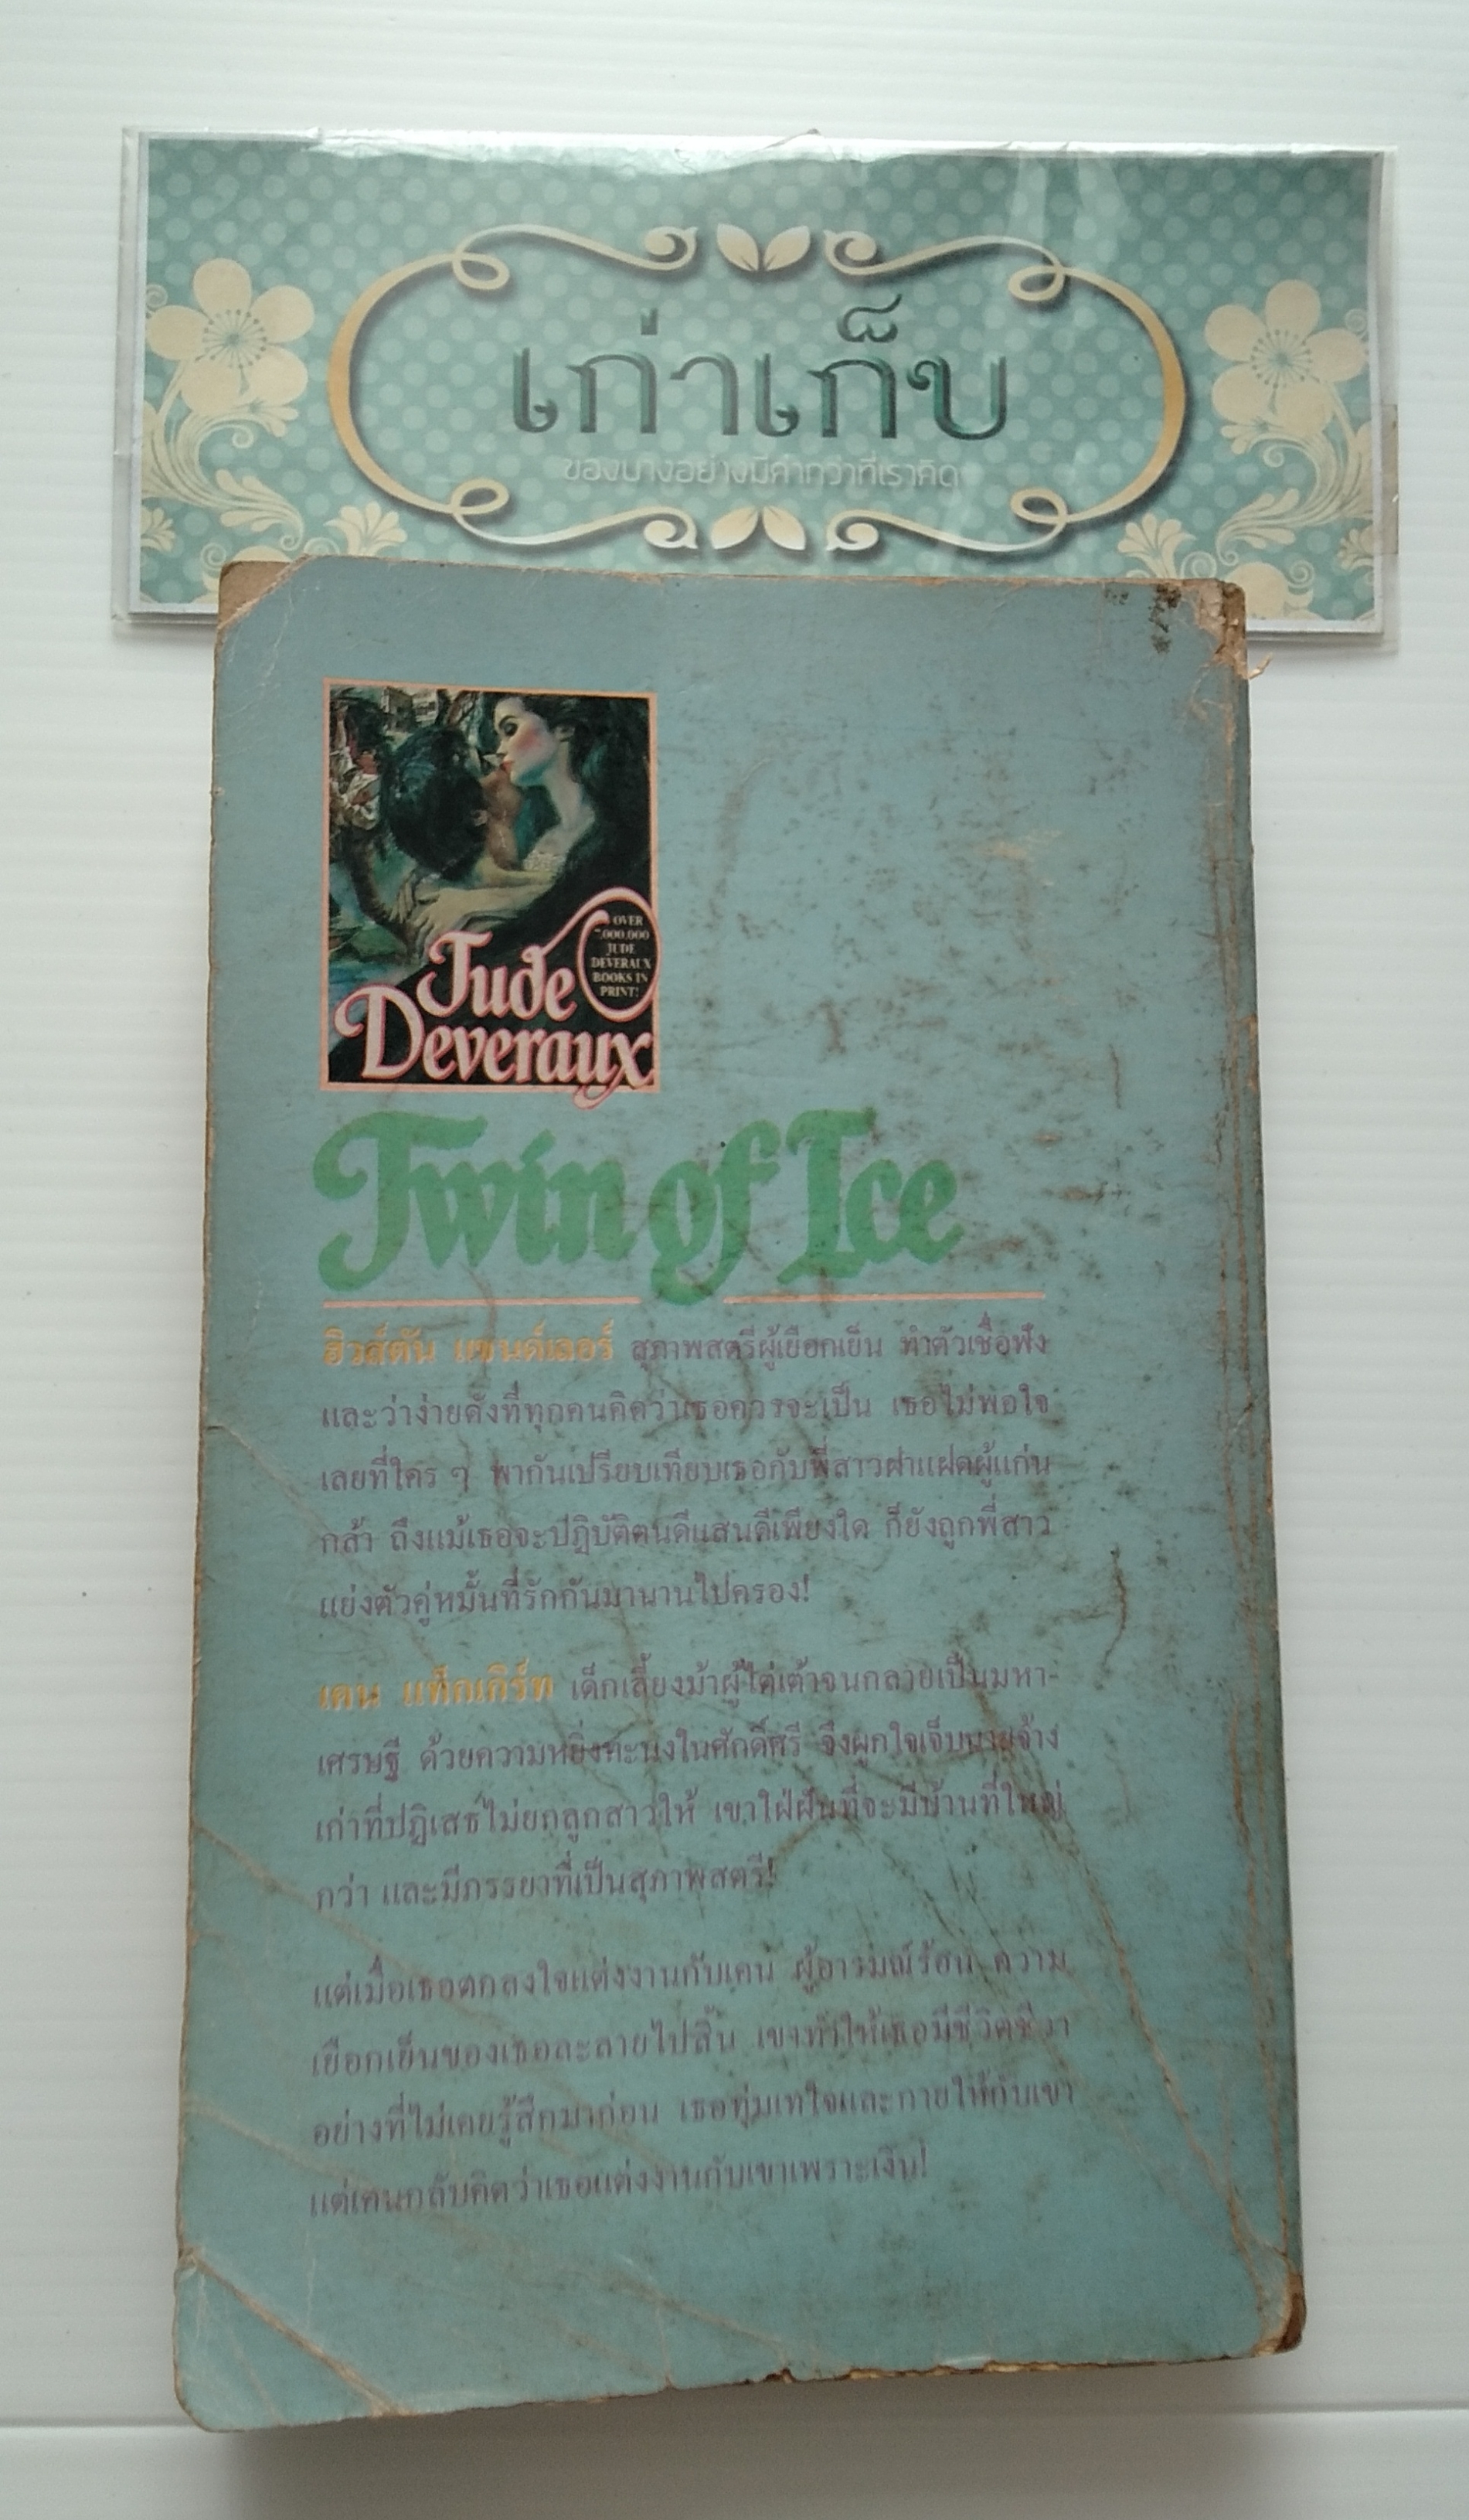 เก่าเก็บ
ของบางอย่างมีค่ากว่าที่เราคิด
OVER
000,000
JUDE
DEVERAUX
BOOKS IN
PRINT!
Jude
Deveraux
Twin of Ice
ฮิวส์ตัน แชนด์เลอร์ สุภาพสตรีผู้เยือกเย็น ทำตัวเชื่อฟัง
และว่าง่ายดังที่ทุกคนคิดว่าเธอควรจะเป็น เธอไม่พอใจ
เลยที่ใคร ๆ พากันเปรียบเทียบเธอกับพี่สาวฝาแฝดผู้แก่น
กล้า ถึงแม้เธอจะปฏิบัติตนดีแสนดีเพียงใด ก็ยังถูกพี่สาว
แย่งตัวคู่หมั้นที่รักกันมานานไปครอง!
เคน แท็กเกิร์ท เด็กเลี้ยงม้าผู้ไต่เต้าจนกลายเป็นมหา-
เศรษฐี ด้วยความหยิ่งทะนงในศักดิ์ศรี จึงผูกใจเจ็บนายจ้าง
เก่าที่ปฏิเสธไม่ยกลูกสาวให้ เขาใฝ่ฝันที่จะมีบ้านที่ใหญ่
กว่า และมีภรรยาที่เป็นสุภาพสตรี!
แต่เมื่อเธอตกลงใจแต่งงานกับเคน ผู้อารมณ์ร้อน ความ
เยือกเย็นของเธอละลายไปสิ้น เขาทำให้เธอมีชีวิตชีวา
อย่างที่ไม่เคยรู้สึกมาก่อน เธอทุ่มเทใจและกายให้กับเขา
แต่เคนกลับคิดว่าเธอแต่งงานกับเขาเพราะเงิน!